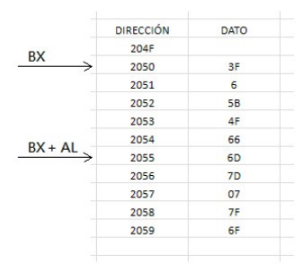 DIRECCIÓN DATO
204F
BX
2050 3F
2051 6
2052 5B
2053 4F
2054 66
BX + AL
2055 6D
2056 7D
2057 07
2058 7F
2059 6F